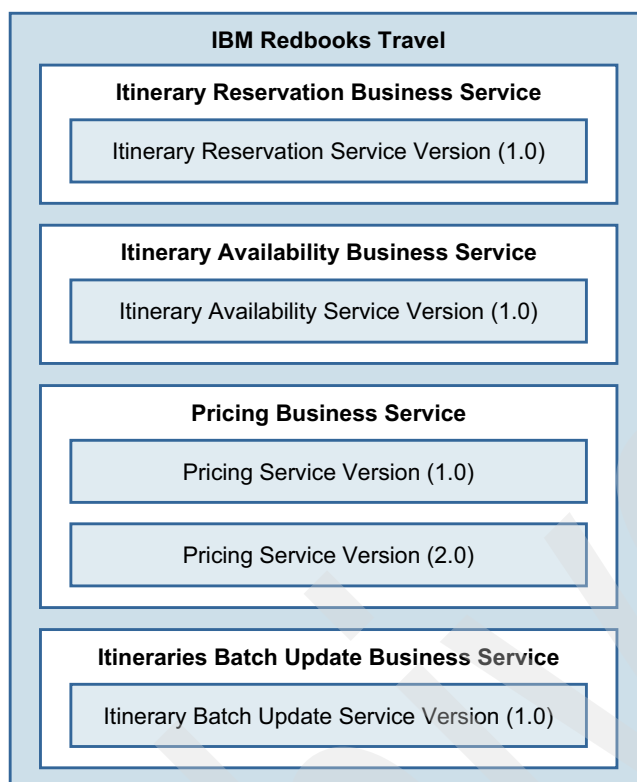 IBM Redbooks Travel
Itinerary Reservation Business Service
Itinerary Reservation Service Version (1.0)
Itinerary Availability Business Service
Itinerary Availability Service Version (1.0)
Pricing Business Service
Pricing Service Version (1.0)
Pricing Service Version (2.0)
Itineraries Batch Update Business Service
Itinerary Batch Update Service Version (1.0)